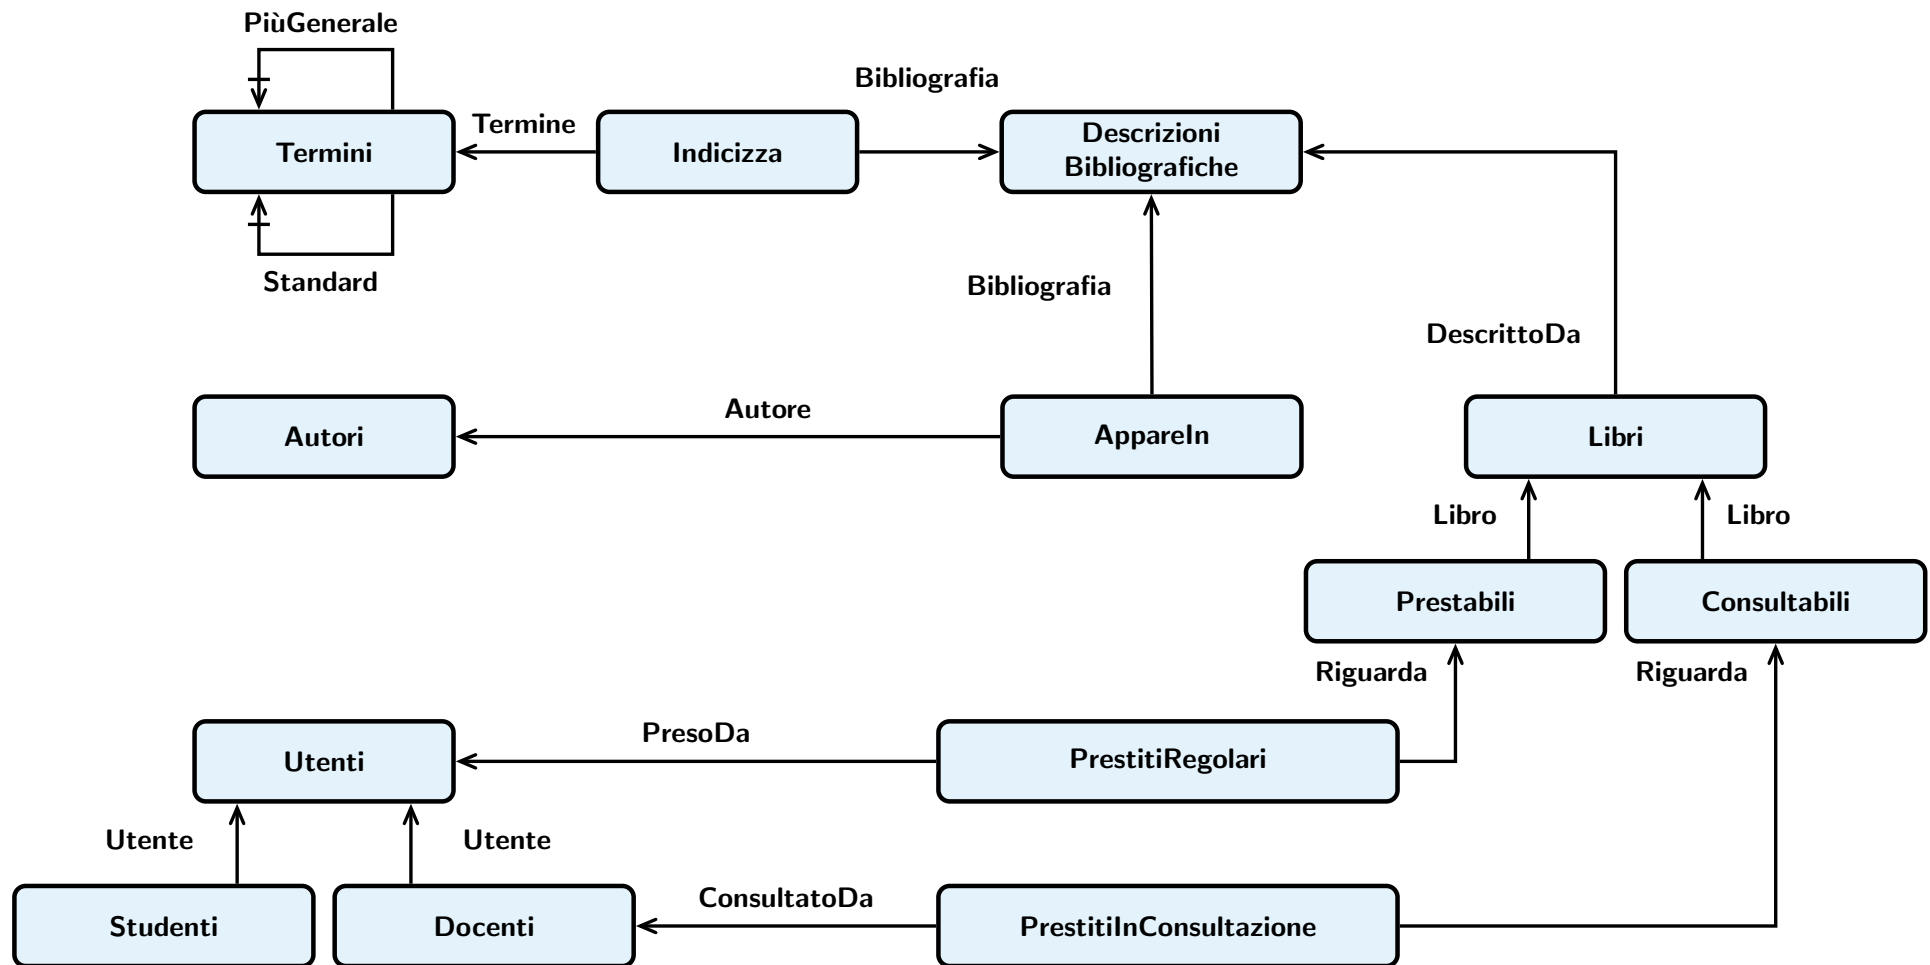 PiùGenerale
Bibliografia
Termine
Termini
Indicizza
Descrizioni
Bibliografiche
Standard
Bibliografia
DescrittoDa
Autore
Autori
AppareIn
Libri
Libro
Libro
Prestabili
Consultabili
Riguarda
Riguarda
PresoDa
Utenti
PrestitiRegolari
Utente
Utente
ConsultatoDa
Studenti
Docenti
PrestitiInConsultazione